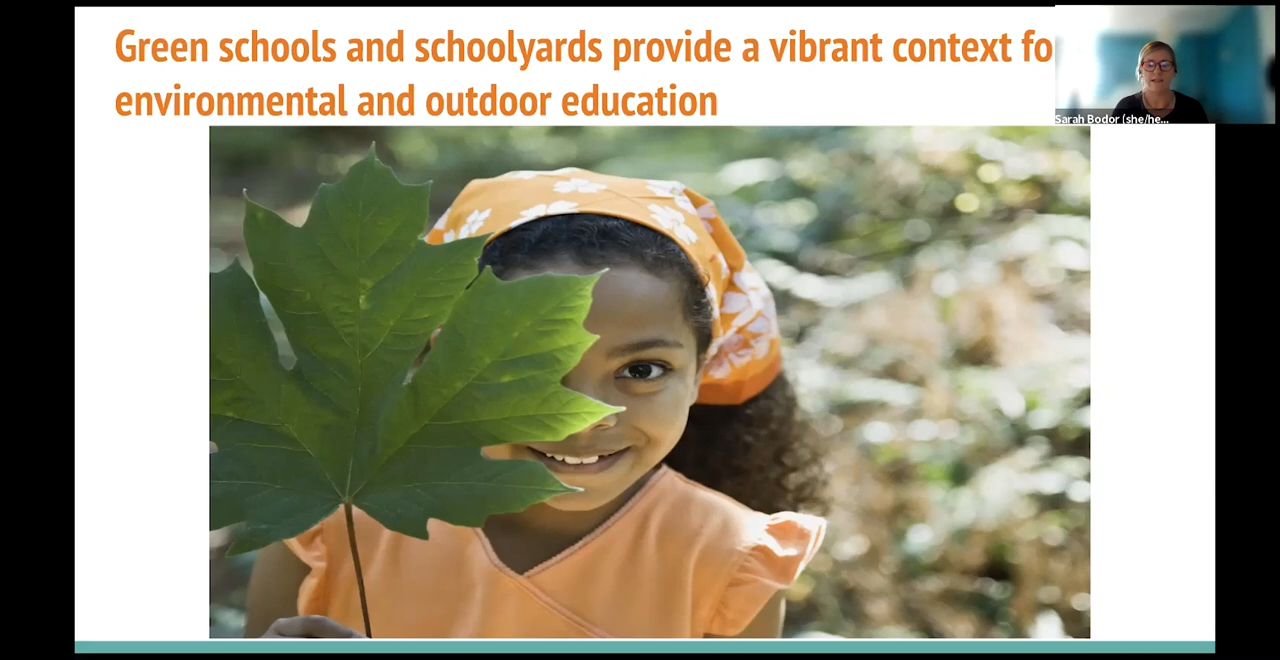 Green schools and schoolyards provide a vibrant context fo
environmental and outdoor education
Sarah Bodor (she/he...